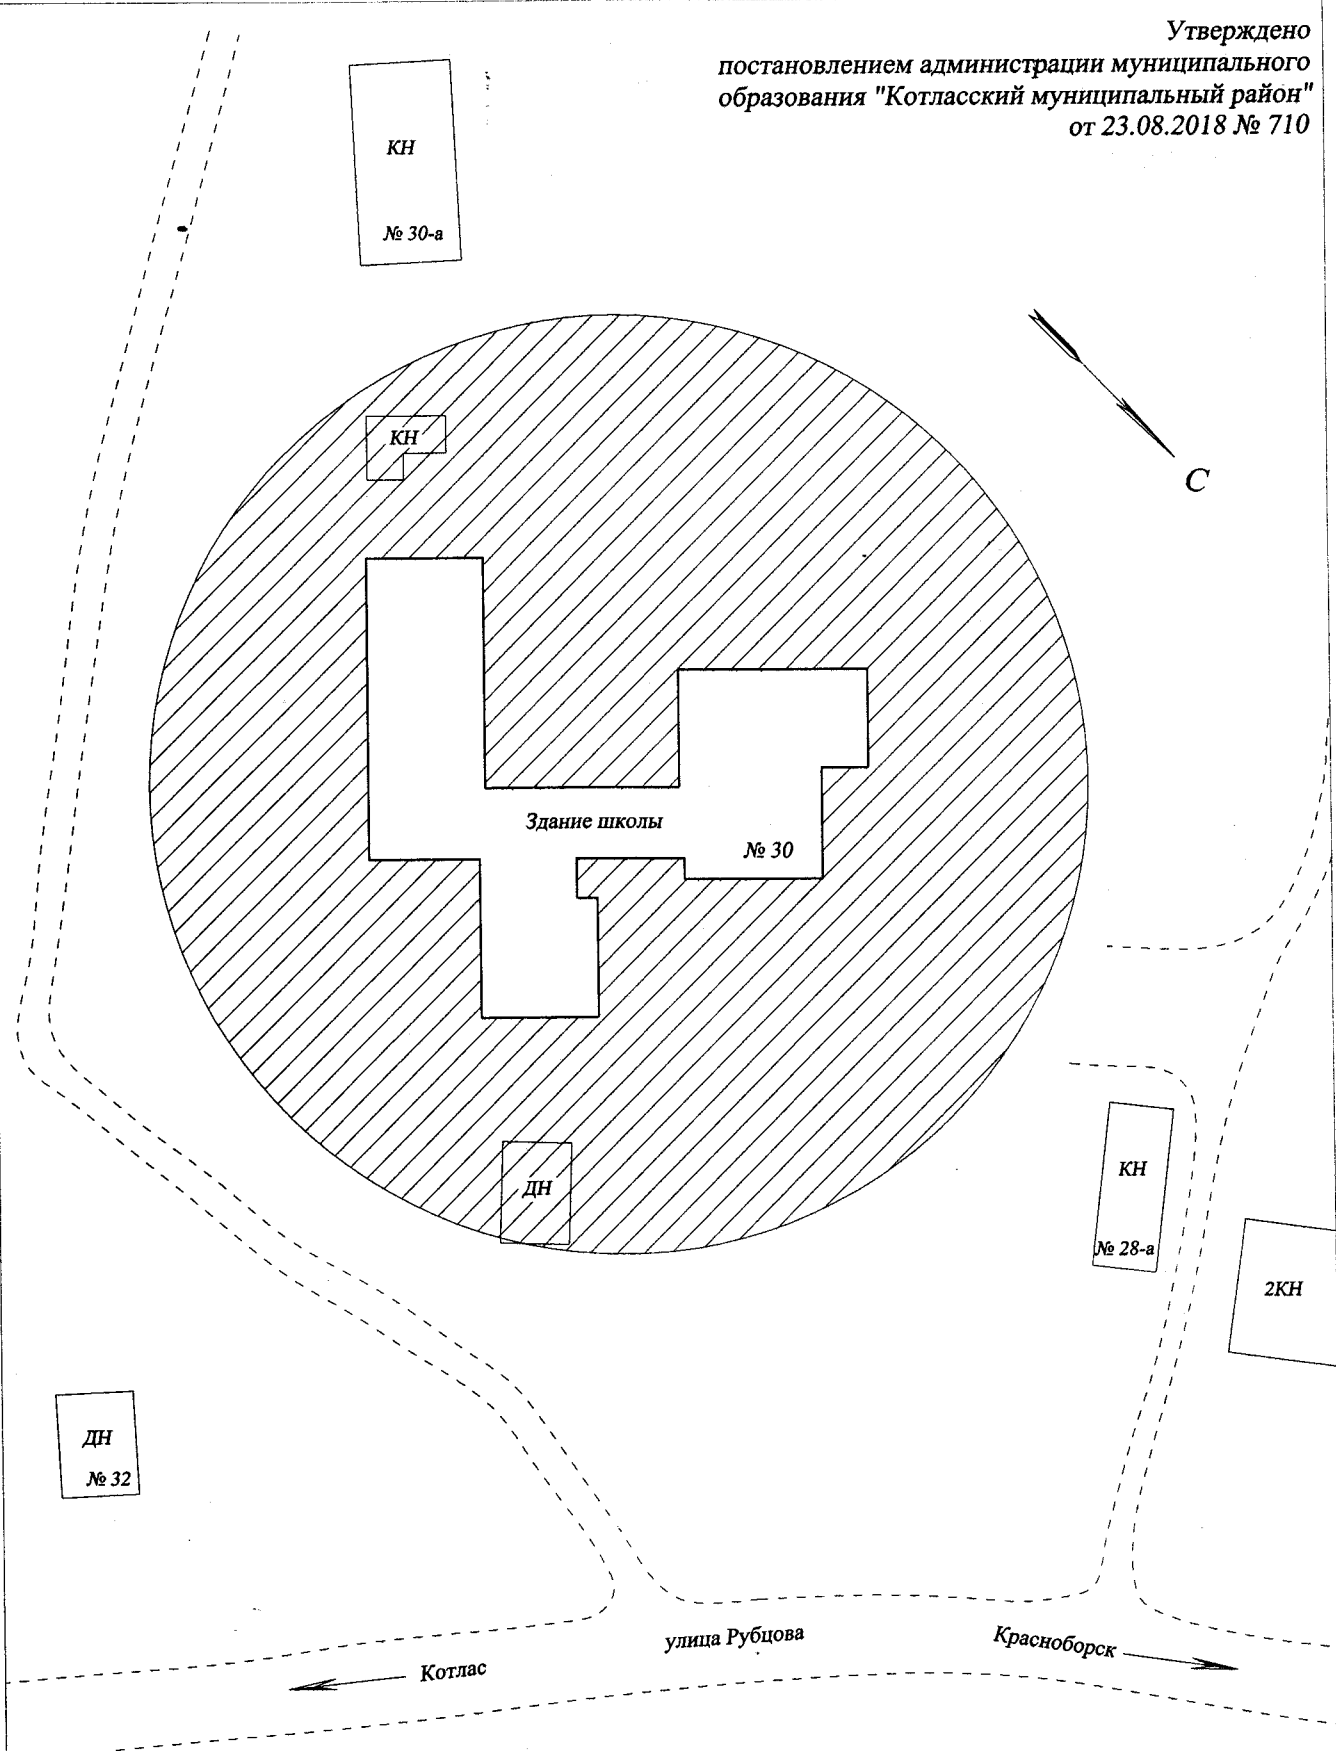 Утверждено
постановлением администрации муниципального
образования "Котласский муниципальный район"
от 23.08.2018 № 710
КН
№ 30-а
КН
С
Здание школы
№ 30
ДН
КН
№ 28-а
2КН
ДН
№ 32
улица Рубцова
Красноборск
Котлас